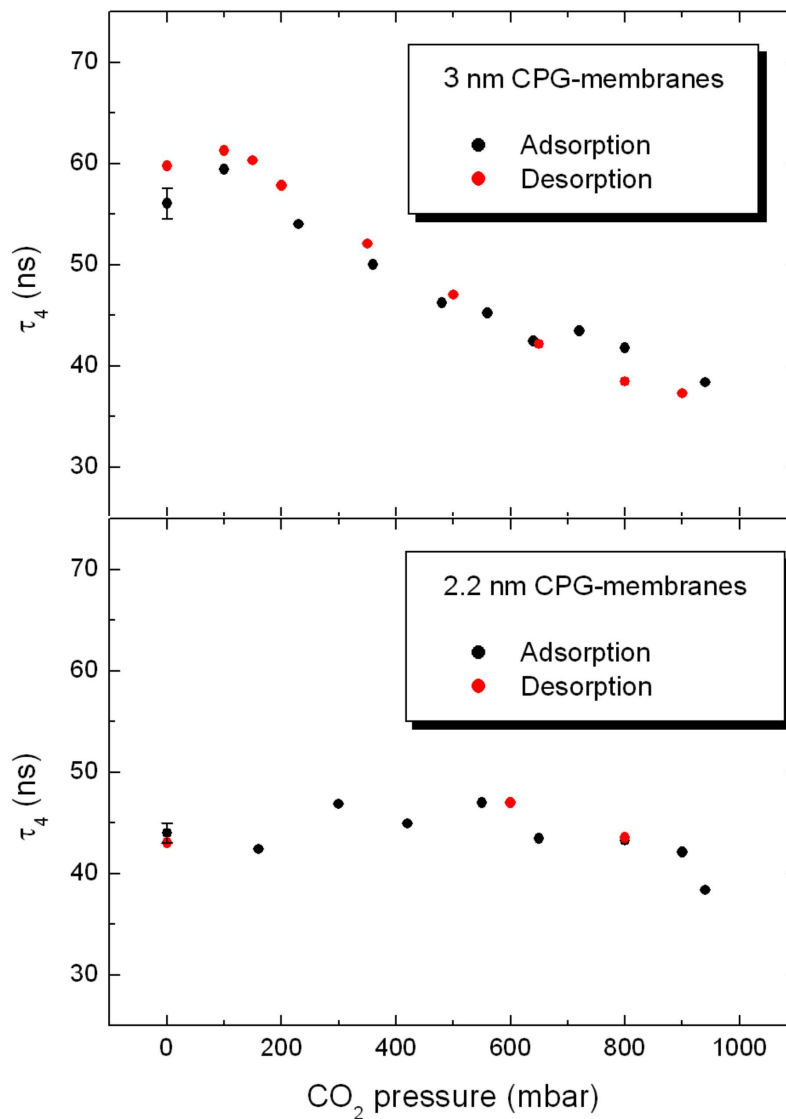 70
60
50
40
30
τ₄ (ns)
3 nm CPG-membranes
Adsorption
Desorption
70
60
50
40
30
τ₄ (ns)
2.2 nm CPG-membranes
Adsorption
Desorption
0 200 400 600 800 1000
CO₂ pressure (mbar)